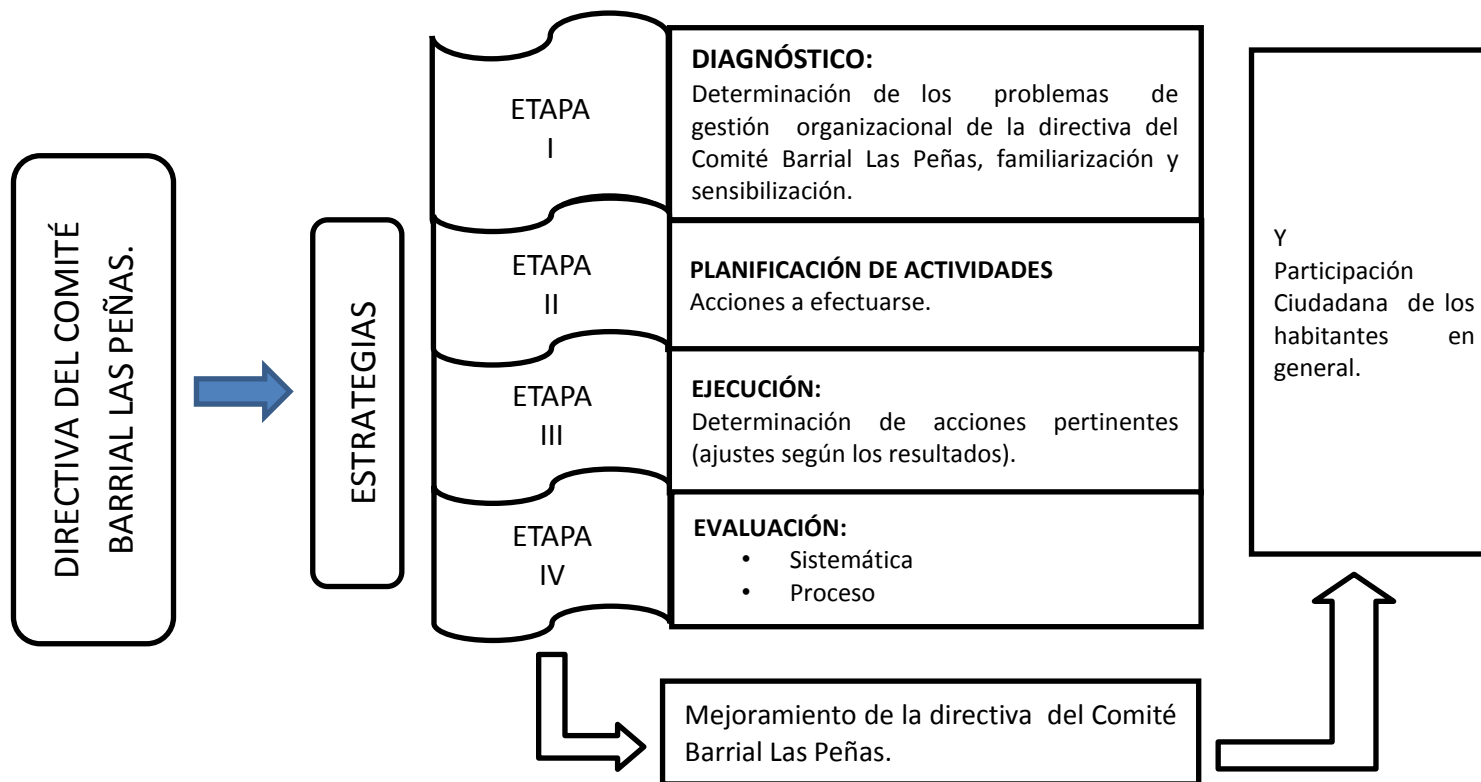 DIRECTIVA DEL COMITÉ
BARRIAL LAS PEÑAS.
ESTRATEGIAS
ETAPA
I
DIAGNÓSTICO:
Determinación de los problemas de
gestión organizacional de la directiva del
Comité Barrial Las Peñas, familiarización y
sensibilización.
ETAPA
II
PLANIFICACIÓN DE ACTIVIDADES
Acciones a efectuarse.
ETAPA
III
EJECUCIÓN:
Determinación de acciones pertinentes
(ajustes según los resultados).
ETAPA
IV
EVALUACIÓN:
• Sistemática
• Proceso
Mejoramiento de la directiva del Comité
Barrial Las Peñas.
Y
Participación
Ciudadana de los
habitantes en
general.